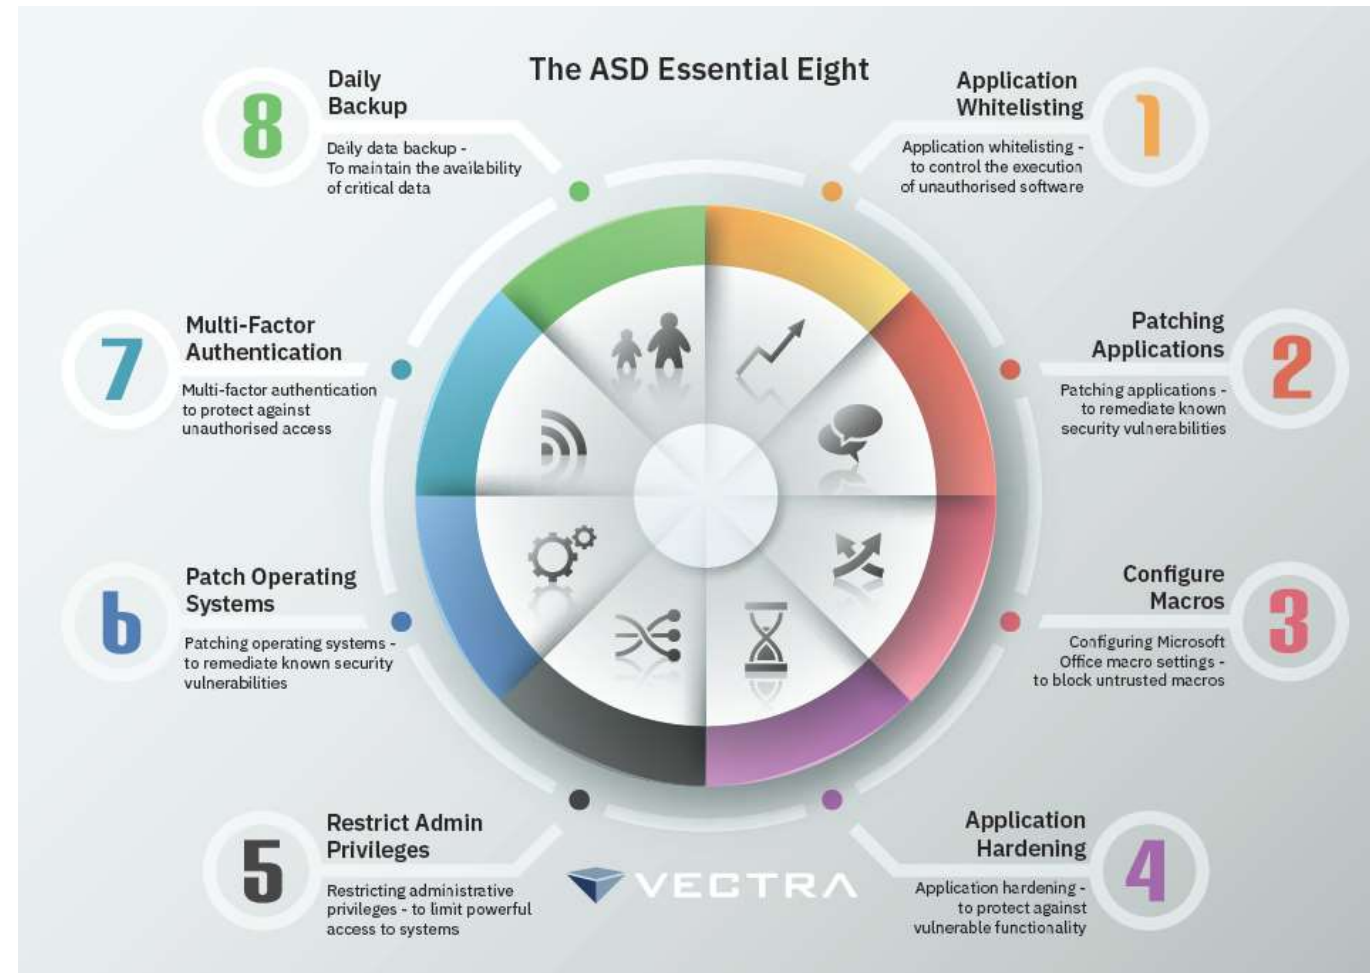 The ASD Essential Eight
1
Application
Whitelisting
Application whitelisting -
to control the execution
of unauthorised software
2
Patching
Applications
Patching applications -
to remediate known
security vulnerabilities
3
Configure
Macros
Configuring Microsoft
Office macro settings -
to block untrusted macros
4
Application
Hardening
Application hardening -
to protect against
vulnerable functionality
5
Restrict Admin
Privileges
Restricting administrative
privileges - to limit powerful
access to systems
6
Patch Operating
Systems
Patching operating systems -
to remediate known security
vulnerabilities
7
Multi-Factor
Authentication
Multi-factor authentication
to protect against
unauthorised access
8
Daily
Backup
Daily data backup -
To maintain the availability
of critical data
VECTRA